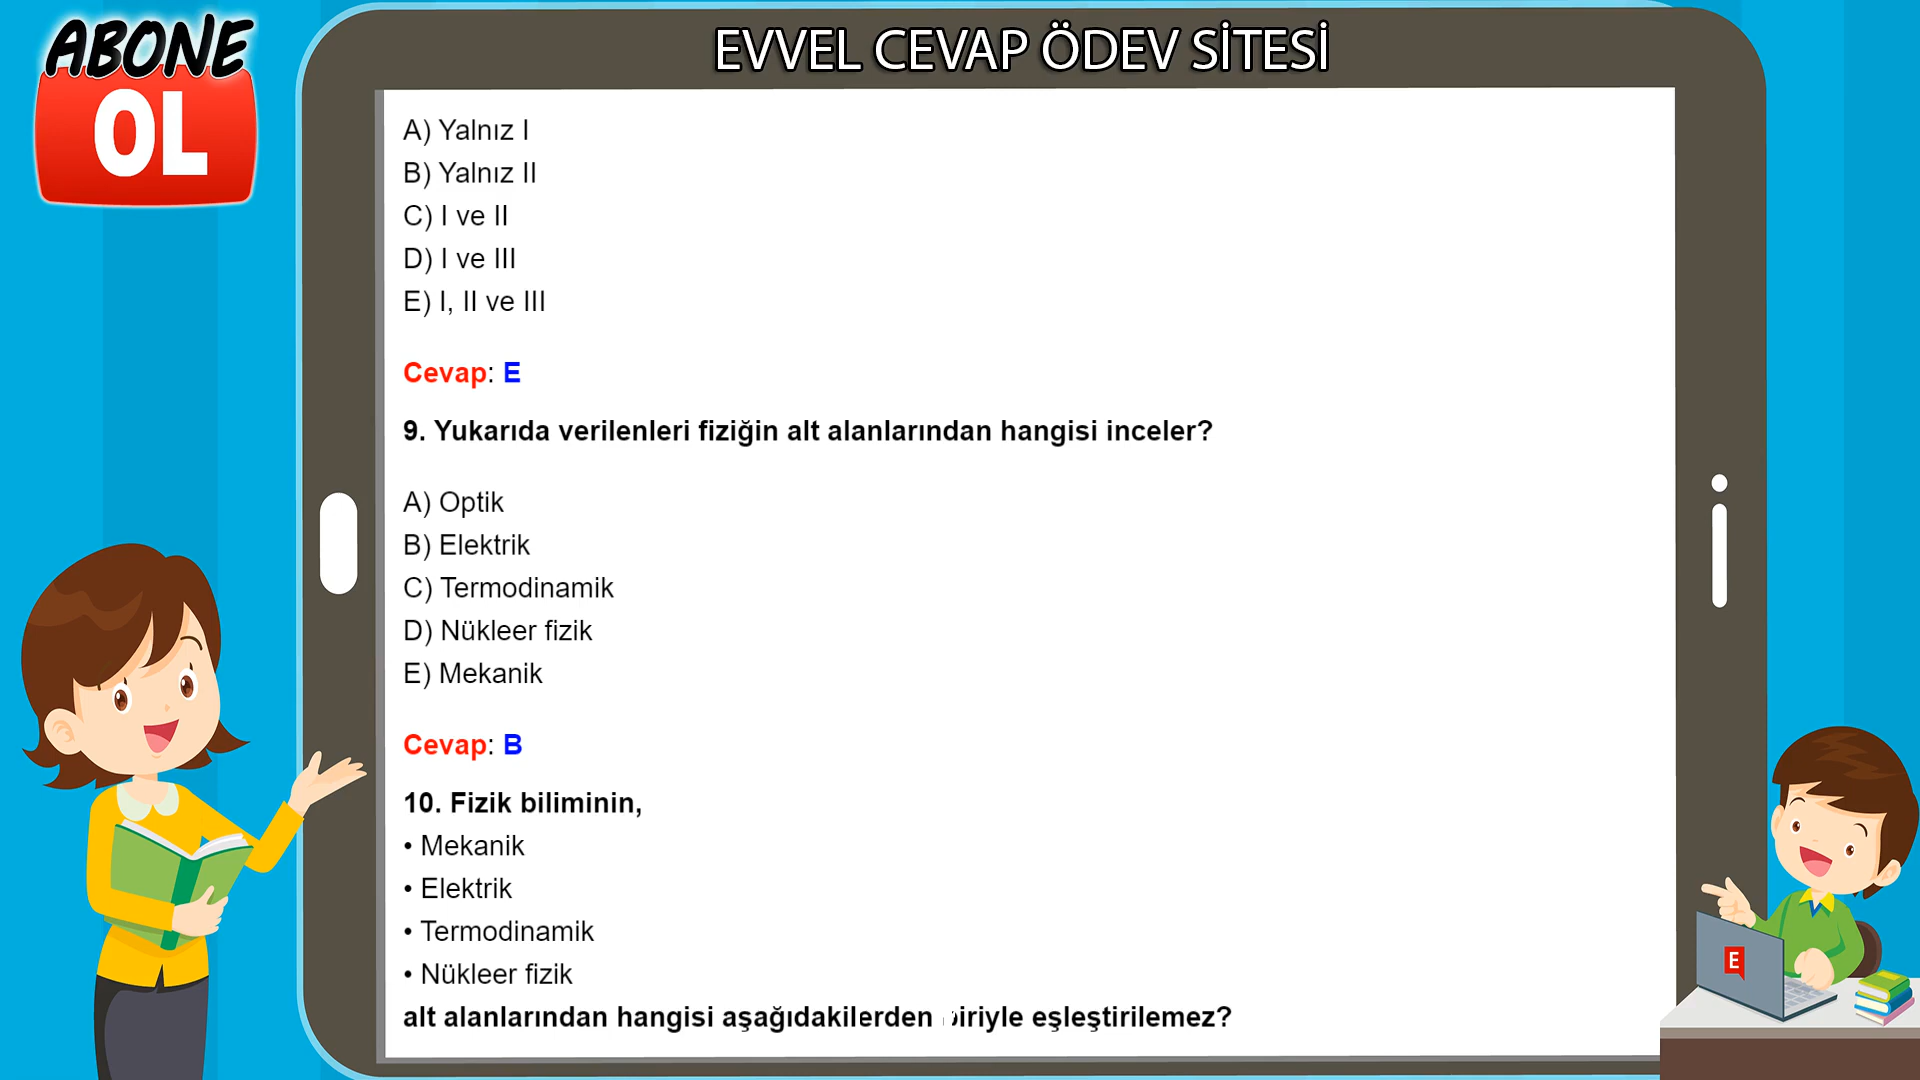 ABONE
OL
EVVEL CEVAP ÖDEV SİTESİ
A) Yalnız I
B) Yalnız II
C) I ve II
D) I ve III
E) I, II ve III
Cevap: E
9. Yukarıda verilenleri fiziğin alt alanlarından hangisi inceler?
A) Optik
B) Elektrik
C) Termodinamik
D) Nükleer fizik
E) Mekanik
Cevap: B
10. Fizik biliminin,
• Mekanik
• Elektrik
• Termodinamik
• Nükleer fizik
alt alanlarından hangisi aşağıdakilerden biriyle eşleştirilemez?
E